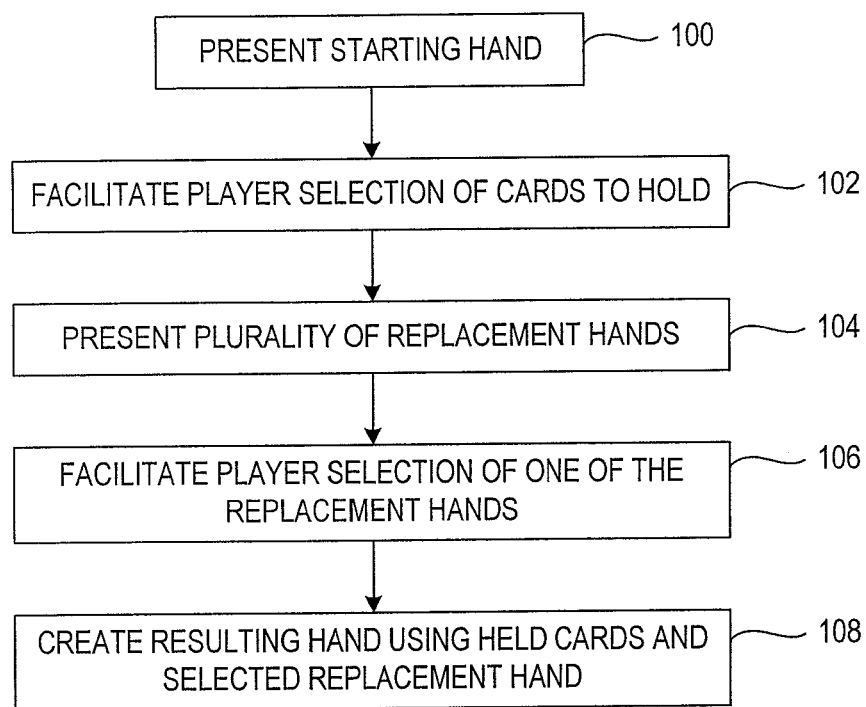 PRESENT STARTING HAND
100
FACILITATE PLAYER SELECTION OF CARDS TO HOLD
102
PRESENT PLURALITY OF REPLACEMENT HANDS
104
FACILITATE PLAYER SELECTION OF ONE OF THE
REPLACEMENT HANDS
106
CREATE RESULTING HAND USING HELD CARDS AND
SELECTED REPLACEMENT HAND
108